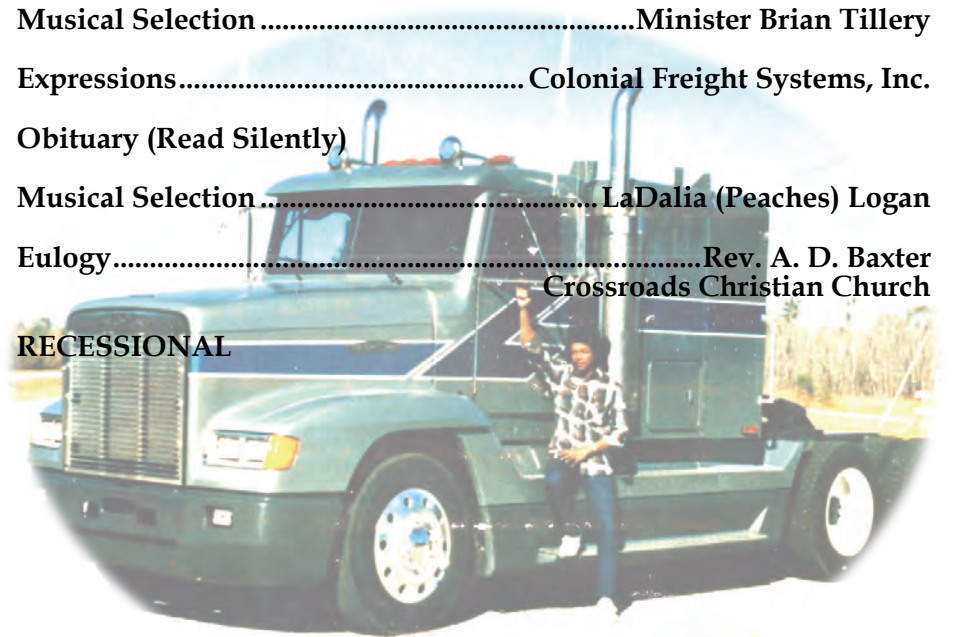 Musical Selection ................................................. Minister Brian Tillery
Expressions............................................. Colonial Freight Systems, Inc.
Obituary (Read Silently)
Musical Selection ............................................ LaDalia (Peaches) Logan
Eulogy.............................................................................Rev. A. D. Baxter
Crossroads Christian Church
RECESSIONAL